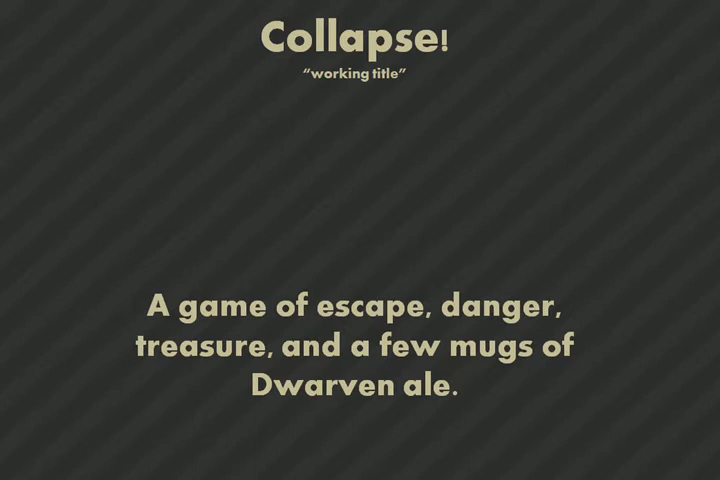 Collapse!
“working title”
A game of escape, danger,
treasure, and a few mugs of
Dwarven ale.